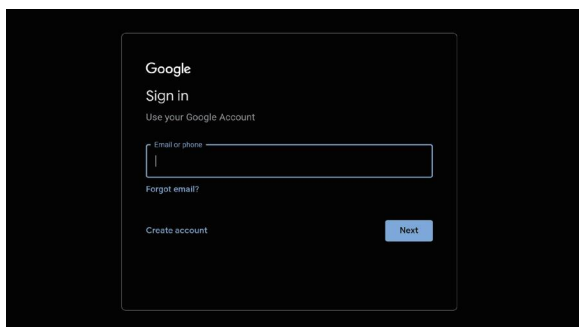 Google
Sign in
Use your Google Account
Email or phone
Forgot email?
Create account
Next